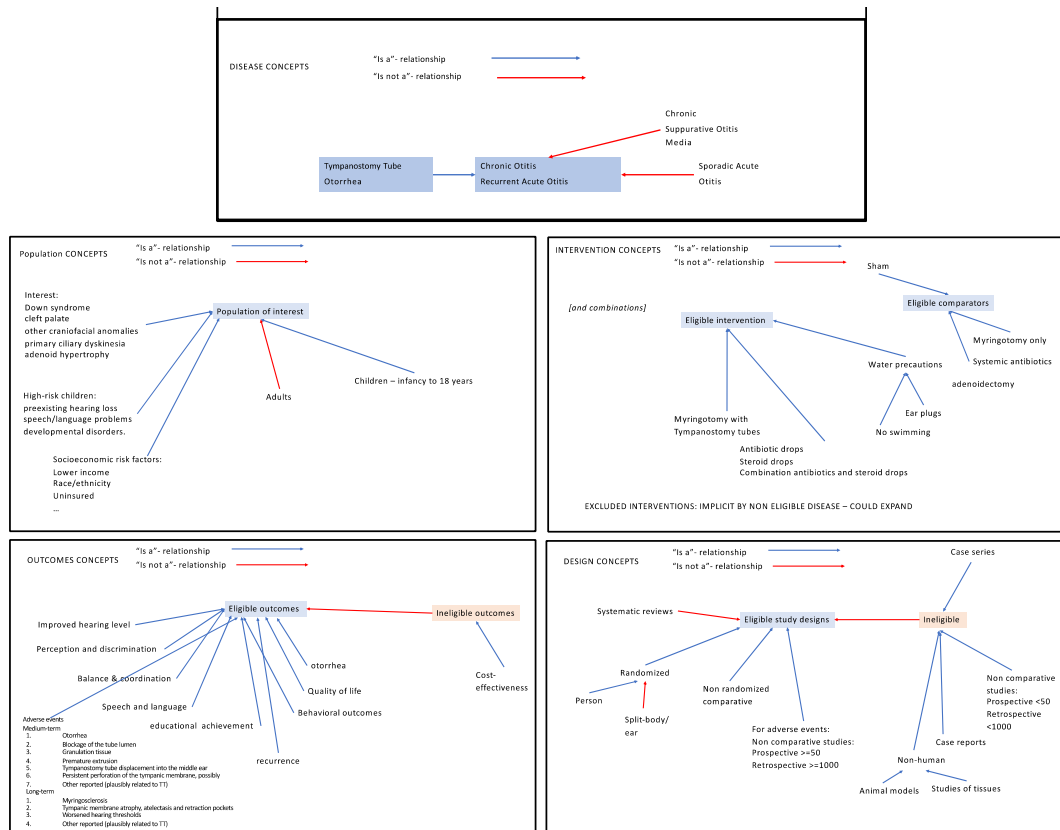 DISEASE CONCEPTS
“Is a”- relationship
“Is not a”- relationship
Chronic
Suppurative Otitis
Media
Tympanostomy Tube
Otorrhea
Chronic Otitis
Recurrent Acute Otitis
Sporadic Acute
Otitis
Population CONCEPTS
“Is a”- relationship
“Is not a”- relationship
Interest:
Down syndrome
cleft palate
other craniofacial anomalies
primary ciliary dyskinesia
adenoid hypertrophy
Population of interest
Children – infancy to 18 years
Adults
High-risk children:
preexisting hearing loss
speech/language problems
developmental disorders.
Socioeconomic risk factors:
Lower income
Race/ethnicity
Uninsured
…
INTERVENTION CONCEPTS
“Is a”- relationship
“Is not a”- relationship
Sham
[and combinations]
Eligible comparators
Eligible intervention
Myringotomy only
Water precautions
Systemic antibiotics
adenoidectomy
Ear plugs
Myringotomy with
Tympanostomy tubes
No swimming
Antibiotic drops
Steroid drops
Combination antibiotics and steroid drops
EXCLUDED INTERVENTIONS: IMPLICIT BY NON ELIGIBLE DISEASE – COULD EXPAND
OUTCOMES CONCEPTS
“Is a”- relationship
“Is not a”- relationship
Eligible outcomes
Ineligible outcomes
Improved hearing level
Perception and discrimination
otorrhea
Cost-
effectiveness
Balance & coordination
Quality of life
Speech and language
Behavioral outcomes
educational achievement
recurrence
Adverse events
Medium-term
1. Otorrhea
2. Blockage of the tube lumen
3. Granulation tissue
4. Premature extrusion
5. Tympanostomy tube displacement into the middle ear
6. Persistent perforation of the tympanic membrane, possibly
7. Other reported (plausibly related to TT)
Long-term
1. Myringosclerosis
2. Tympanic membrane atrophy, atelectasis and retraction pockets
3. Worsened hearing thresholds
4. Other reported (plausibly related to TT)
DESIGN CONCEPTS
“Is a”- relationship
“Is not a”- relationship
Case series
Systematic reviews
Eligible study designs
Ineligible
Randomized
Person
Split-body/
ear
Non randomized
comparative
For adverse events:
Non comparative studies:
Prospective >=50
Retrospective >=1000
Non comparative
studies:
Prospective <50
Retrospective
<1000
Case reports
Non-human
Animal models
Studies of tissues